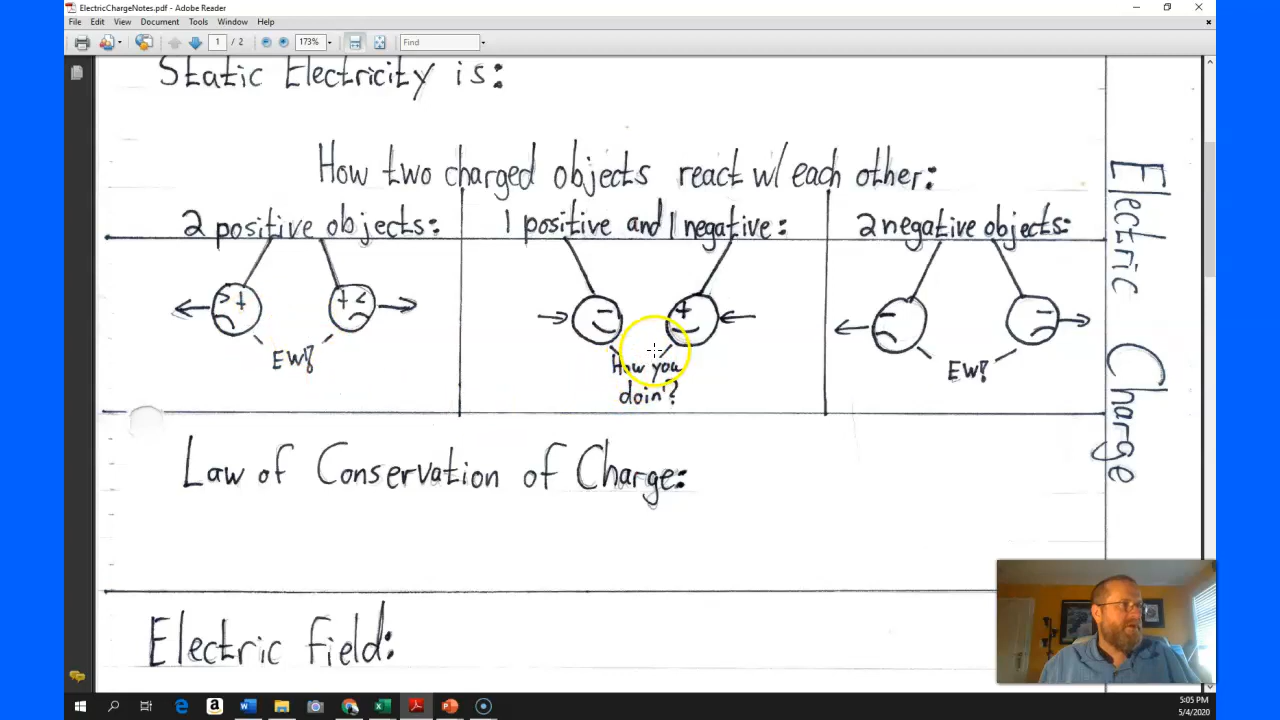 ElectricChargeNotes.pdf - Adobe Reader
File Edit View Document Tools Window Help
1 / 2 173% Find
Static Electricity is:
How two charged objects react w/ each other:
2 positive objects: 1 positive and 1 negative: 2 negative objects:
> + + < - + - -
Ew! How you doin'? Ew!
Law of Conservation of Charge:
Electric field:
Electric Charge
5:05 PM
5/4/2020